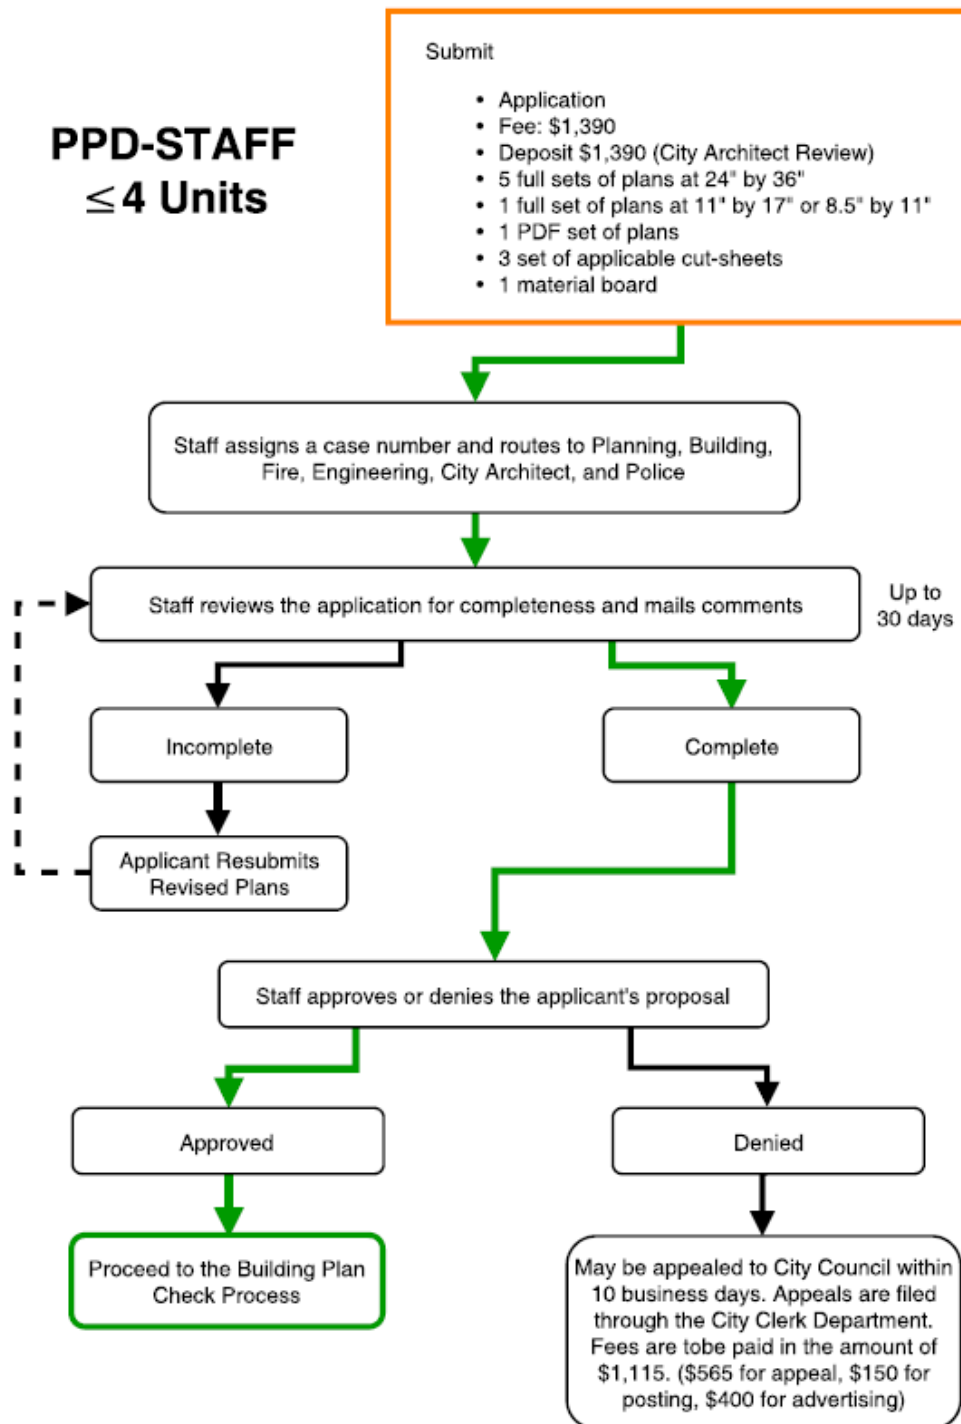 PPD-STAFF
≤ 4 Units
Submit
• Application
• Fee: $1,390
• Deposit $1,390 (City Architect Review)
• 5 full sets of plans at 24" by 36"
• 1 full set of plans at 11" by 17" or 8.5" by 11"
• 1 PDF set of plans
• 3 set of applicable cut-sheets
• 1 material board
Staff assigns a case number and routes to Planning, Building,
Fire, Engineering, City Architect, and Police
Staff reviews the application for completeness and mails comments
Up to
30 days
Incomplete
Complete
Applicant Resubmits
Revised Plans
Staff approves or denies the applicant's proposal
Approved
Denied
Proceed to the Building Plan
Check Process
May be appealed to City Council within
10 business days. Appeals are filed
through the City Clerk Department.
Fees are tobe paid in the amount of
$1,115. ($565 for appeal, $150 for
posting, $400 for advertising)